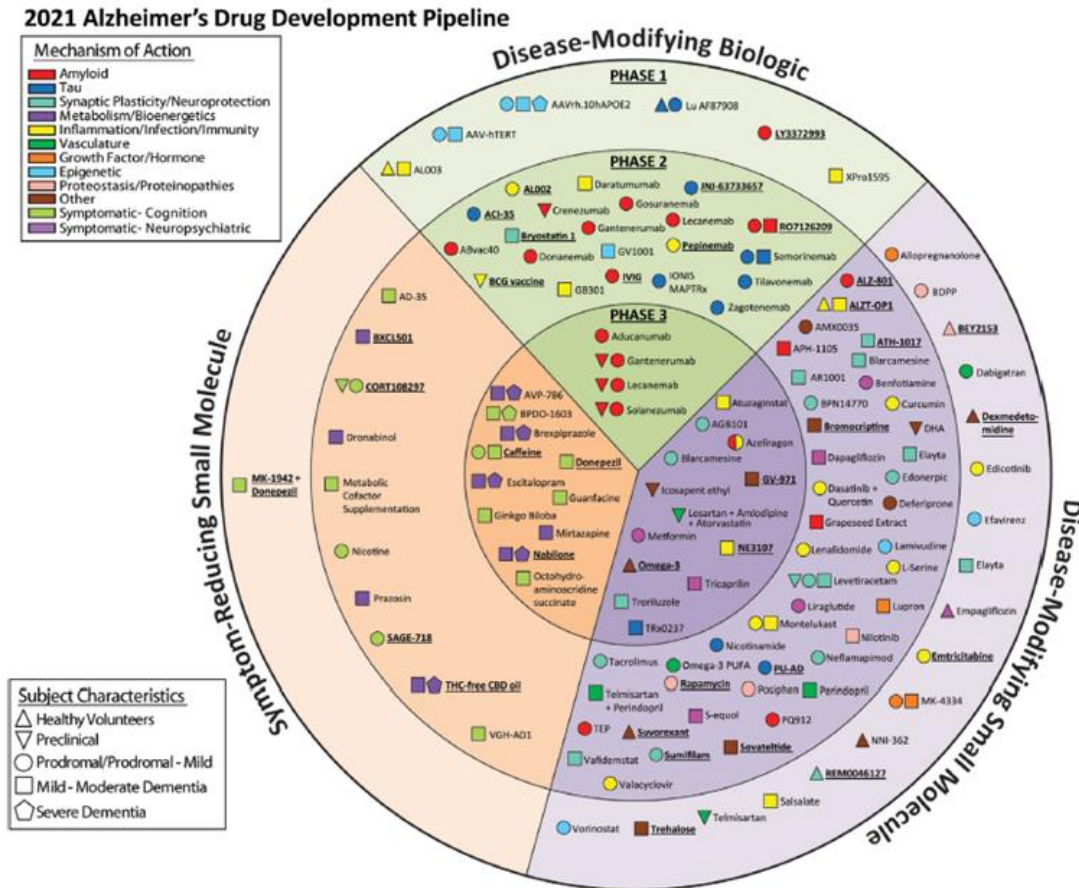 2021 Alzheimer's Drug Development Pipeline
Mechanism of Action
Amyloid
Tau
Synaptic Plasticity/Neuroprotection
Metabolism/Bioenergetics
Inflammation/Infection/Immunity
Vasculature
Growth Factor/Hormone
Epigenetic
Proteostasis/Proteinopathies
Other
Symptomatic- Cognition
Symptomatic- Neuropsychiatric
Disease-Modifying Biologic
PHASE 1
AAVrh.10hAPOE2
Lu AF87908
AAV-hTERT
LY3372993
AL003
XPro1595
PHASE 2
AL002
Daratumumab
JNJ-63733657
ACI-35
Crenezumab
Gosuranemab
Lecanemab
RO7126209
Bryostatin 1
Gantenerumab
Pepinemab
ABvac40
Donanemab
GV1001
Semorinemab
BCG vaccine
GB301
IVIG
IONIS
MAPTRx
Tilavonemab
Zagotenemab
PHASE 3
Aducanumab
Gantenerumab
Lecanemab
Solanezumab
Symptom-Reducing Small Molecule
MK-1942 +
Donepezil
AD-35
BXCL501
CORT108297
Dronabinol
Metabolic
Cofactor
Supplementation
Nicotine
Prazosin
SAGE-718
THC-free CBD oil
VGH-AD1
AVP-786
BPDO-1603
Brexpiprazole
Caffeine
Donepezil
Escitalopram
Guanfacine
Ginkgo Biloba
Mirtazapine
Nabilone
Octohydro-
aminoacridine
succinate
Disease-Modifying Small Molecule
Atuzaginstat
AGB101
Azeliragon
Blarcamesine
GV-971
Icosapent ethyl
Losartan + Amlodipine
+ Atorvastatin
Metformin
NE3107
Omega-3
Tricaprilin
Troriluzole
TRx0237
ALZ-801
ALZT-OP1
AMX0035
ATH-1017
APH-1105
Blarcamesine
AR1001
Benfotiamine
BPN14770
Curcumin
Bromocriptine
DHA
Dapagliflozin
Elayta
Edonerpic
Dasatinib +
Quercetin
Deferiprone
Grapeseed Extract
Lenalidomide
Lamivudine
L-Serine
Levetiracetam
Liraglutide
Lupron
Montelukast
Nilotinib
Nicotinamide
Neflamapimod
Tacrolimus
Omega-3 PUFA
PU-AD
Rapamycin
Posiphen
Perindopril
Telmisartan
+ Perindopril
S-equol
PQ912
TEP
Suvorexant
Sovateltide
Valifidemstat
Sumifilam
Valacyclovir
Allopregnanolone
BDPP
BEY2153
Dabigatran
Dexmedeto-
midine
Edicotinib
Efavirenz
Elayta
Empagliflozin
Emtricitabine
MK-4334
NNI-362
REM0046127
Salsalate
Telmisartan
Trehalose
Vorinostat
Subject Characteristics
Healthy Volunteers
Preclinical
Prodromal/Prodromal - Mild
Mild - Moderate Dementia
Severe Dementia